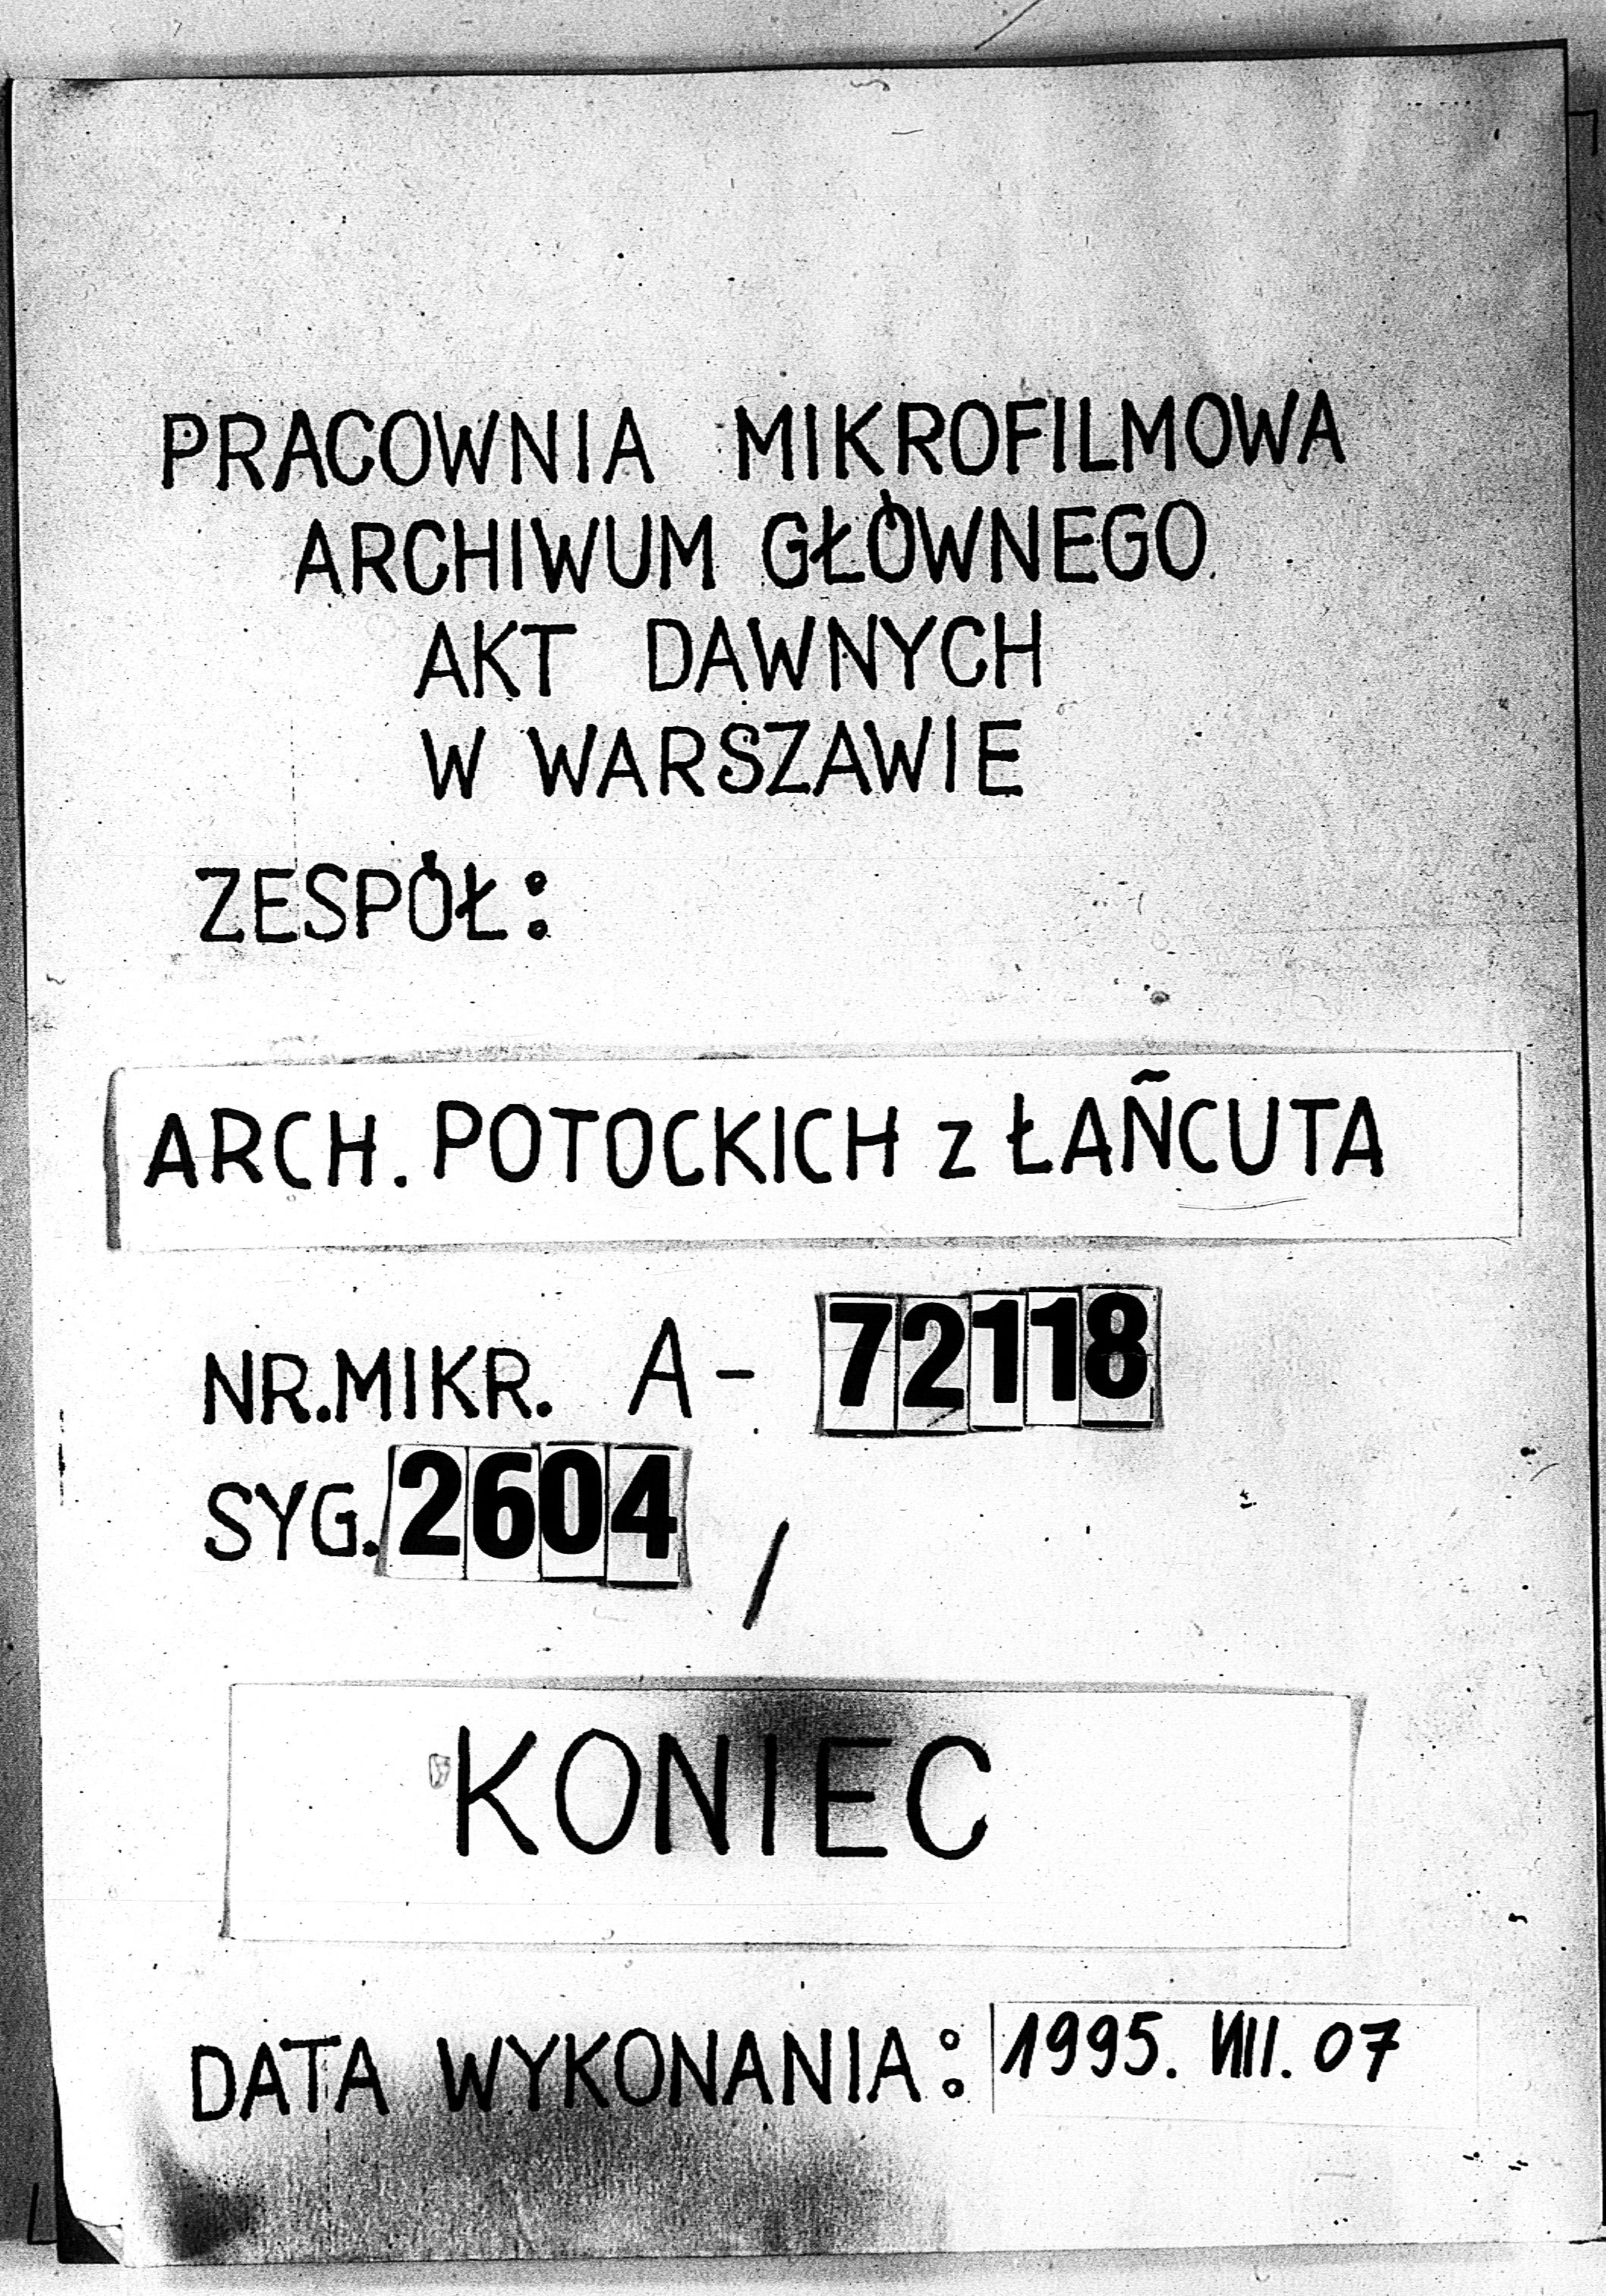 PRACOWNIA MIKROFILMOWA
ARCHIWUM GŁÓWNEGO
AKT DAWNYCH
W WARSZAWIE
ZESPÓŁ:
ARCH. POTOCKICH z ŁAŃCUTA
NR.MIKR. A- 72118
SYG. 2604 /
KONIEC
DATA WYKONANIA: 1995. VIII. 07